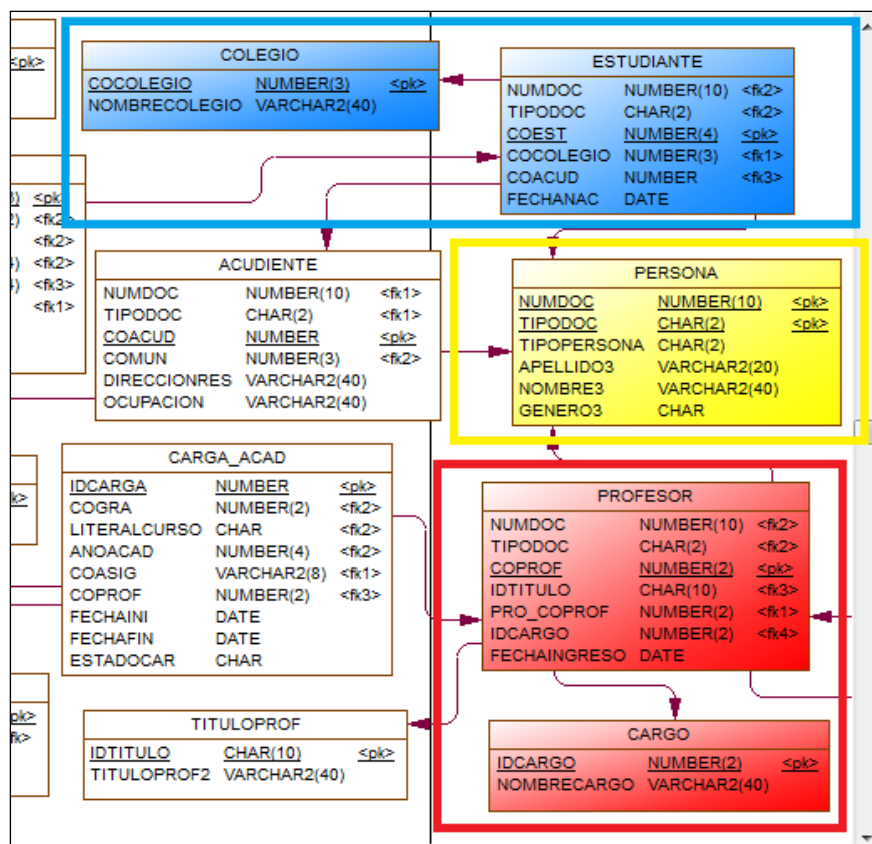 <pk>
COLEGIO
COCOLEGIO NUMBER(3) <pk>
NOMBRECOLEGIO VARCHAR2(40)
ESTUDIANTE
NUMDOC NUMBER(10) <fk2>
TIPODOC CHAR(2) <fk2>
COEST NUMBER(4) <pk>
COCOLEGIO NUMBER(3) <fk1>
COACUD NUMBER <fk3>
FECHANAC DATE
<pk>
<fk2>
<fk2>
<fk2>
<fk3>
<fk1>
ACUDIENTE
NUMDOC NUMBER(10) <fk1>
TIPODOC CHAR(2) <fk1>
COACUD NUMBER <pk>
COMUN NUMBER(3) <fk2>
DIRECCIONRES VARCHAR2(40)
OCUPACION VARCHAR2(40)
PERSONA
NUMDOC NUMBER(10) <pk>
TIPODOC CHAR(2) <pk>
TIPOPERSONA CHAR(2)
APELLIDO3 VARCHAR2(20)
NOMBRE3 VARCHAR2(40)
GENERO3 CHAR
CARGA_ACAD
IDCARGA NUMBER <pk>
COGRA NUMBER(2) <fk2>
LITERALCURSO CHAR <fk2>
ANOACAD NUMBER(4) <fk2>
COASIG VARCHAR2(8) <fk1>
COPROF NUMBER(2) <fk3>
FECHAINI DATE
FECHAFIN DATE
ESTADOCAR CHAR
PROFESOR
NUMDOC NUMBER(10) <fk2>
TIPODOC CHAR(2) <fk2>
COPROF NUMBER(2) <pk>
IDTITULO CHAR(10) <fk3>
PRO_COPROF NUMBER(2) <fk1>
IDCARGO NUMBER(2) <fk4>
FECHAINGRESO DATE
TITULOPROF
IDTITULO CHAR(10) <pk>
TITULOPROF2 VARCHAR2(40)
CARGO
IDCARGO NUMBER(2) <pk>
NOMBRECARGO VARCHAR2(40)